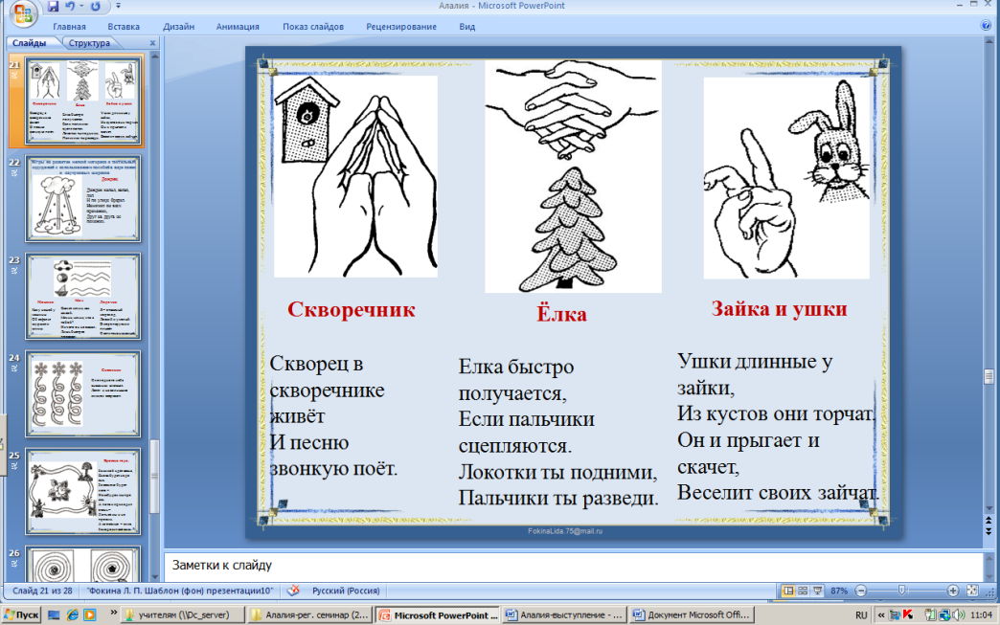 Алалия - Microsoft PowerPoint
Главная Вставка Дизайн Анимация Показ слайдов Рецензирование Вид
Слайды Структура
21
22
23
24
25
26
Скворечник
Скворец в
скворечнике
живёт
И песню
звонкую поёт.
Ёлка
Елка быстро
получается,
Если пальчики
сцепляются.
Локотки ты подними,
Пальчики ты разведи.
Зайка и ушки
Ушки длинные у
зайки,
Из кустов они торчат.
Он и прыгает и
скачет,
Веселит своих зайчат.
FokinaLida.75@mail.ru
Заметки к слайду
Слайд 21 из 28 "Фокина Л. П. Шаблон (фон) презентации10" Русский (Россия) 87%
Пуск учителям (\\Dc_server) Алалия-рег. семинар (2... Microsoft PowerPoint ... Алалия-выступление - ... Документ Microsoft Offi... RU 11:04